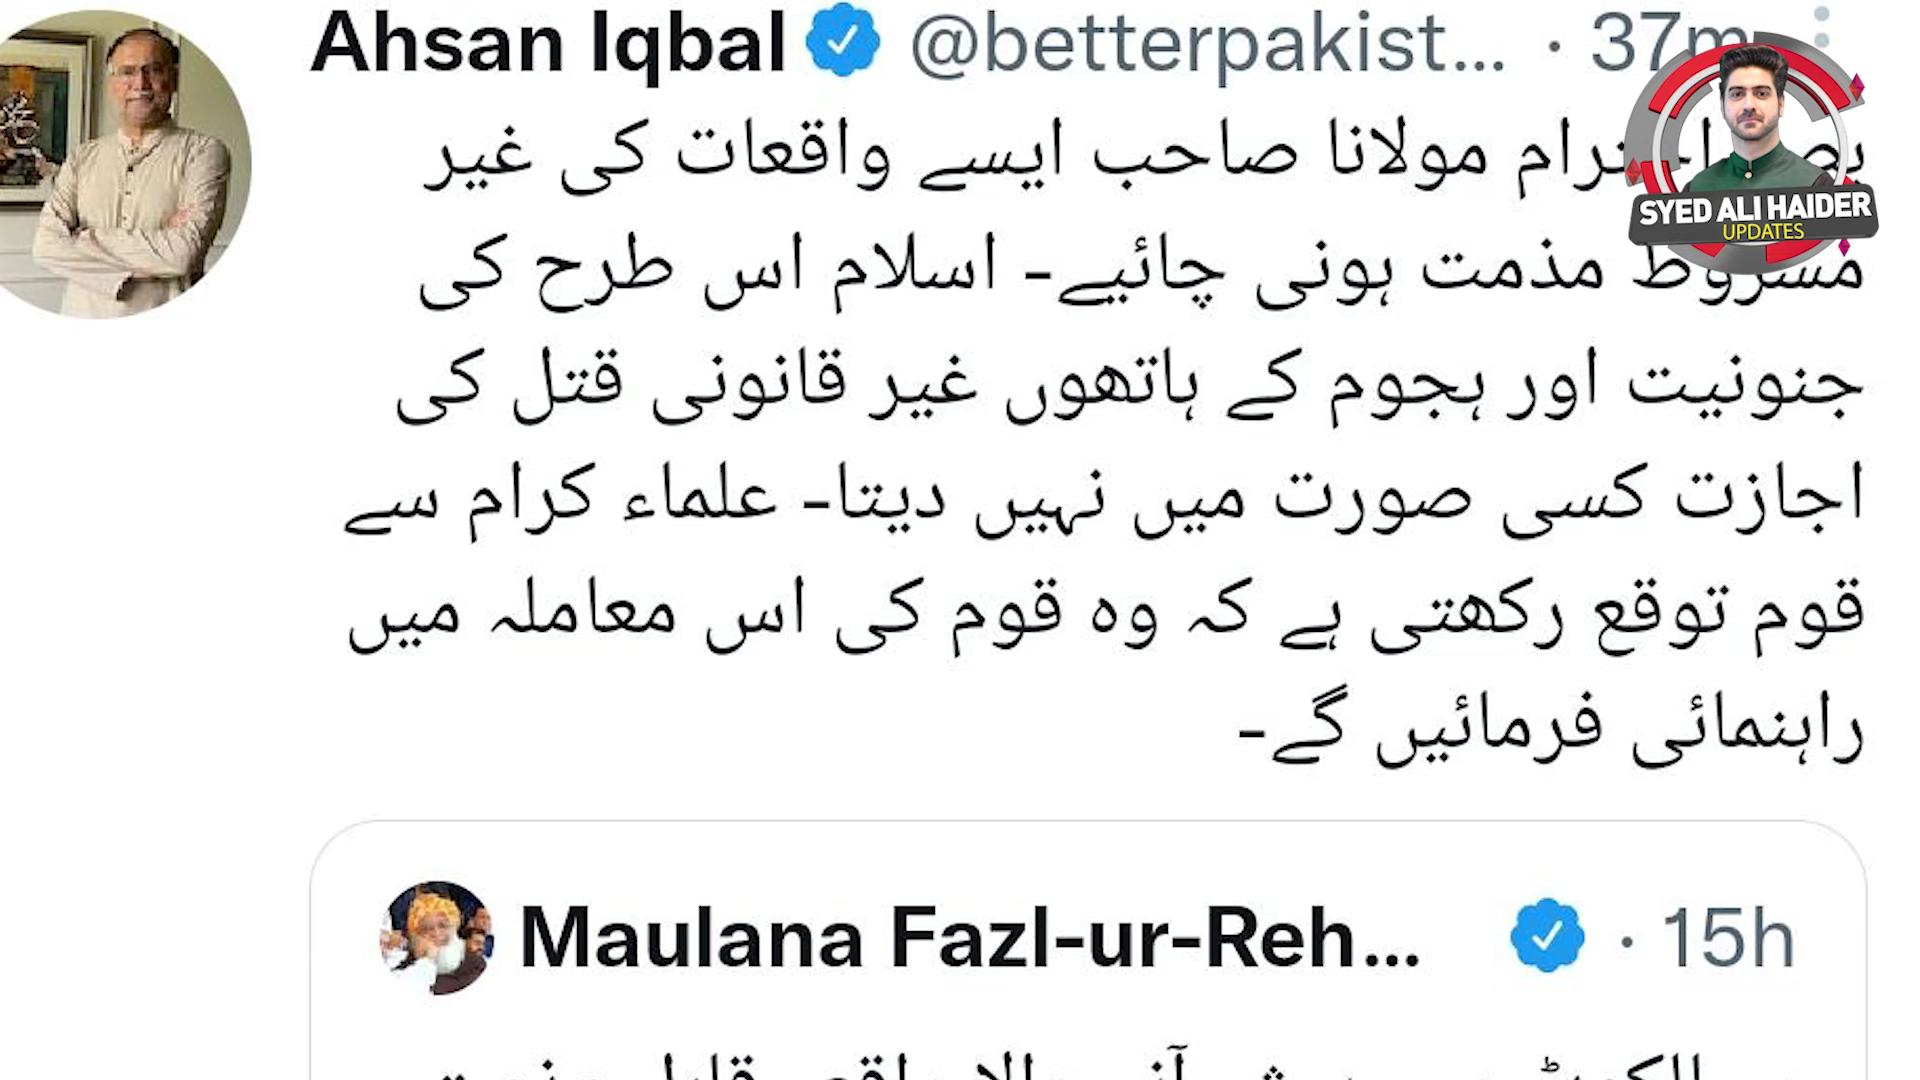 Ahsan Iqbal @betterpakist... · 37m
مولانا صاحب ایسے واقعات کی غیر
مذمت ہونی چائیے۔ اسلام اس طرح کی
جنونیت اور ہجوم کے ہاتھوں غیر قانونی قتل کی
اجازت کسی صورت میں نہیں دیتا۔ علماء کرام سے
قوم توقع رکھتی ہے کہ وہ قوم کی اس معاملہ میں
راہنمائی فرمائیں گے۔
Maulana Fazl-ur-Reh... · 15h
SYED ALI HAIDER
UPDATES